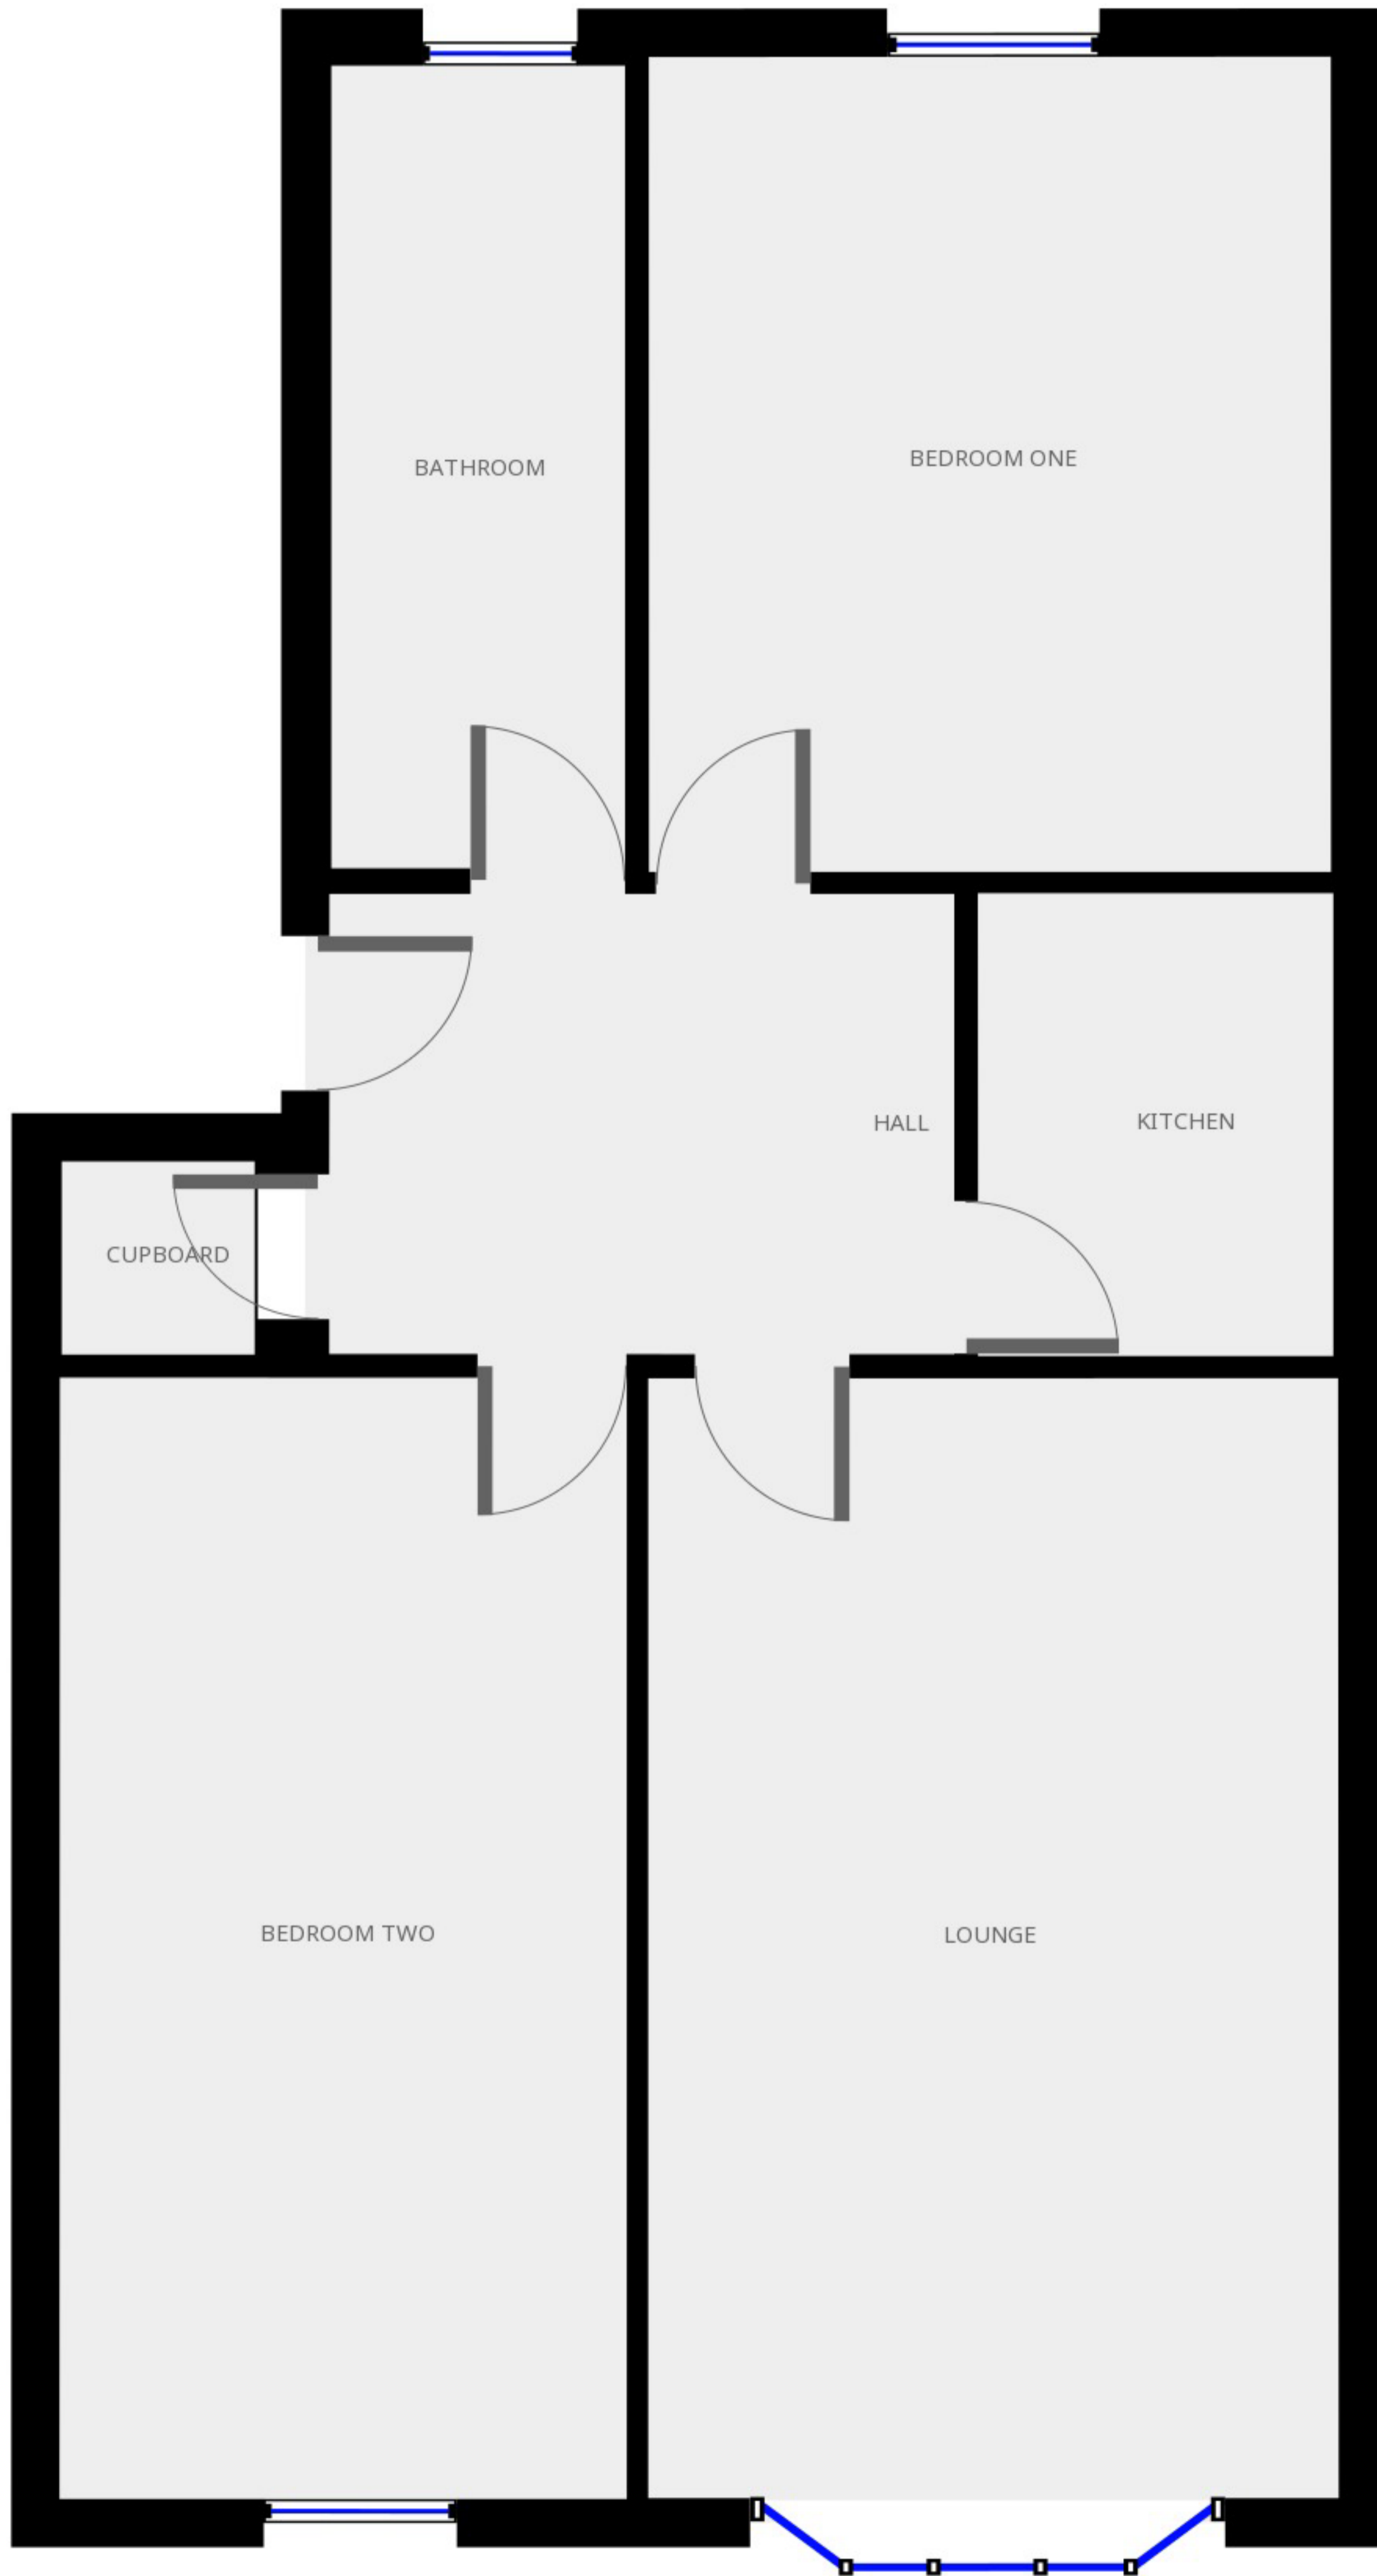 BATHROOM
BEDROOM ONE
HALL
KITCHEN
CUPBOARD
BEDROOM TWO
LOUNGE